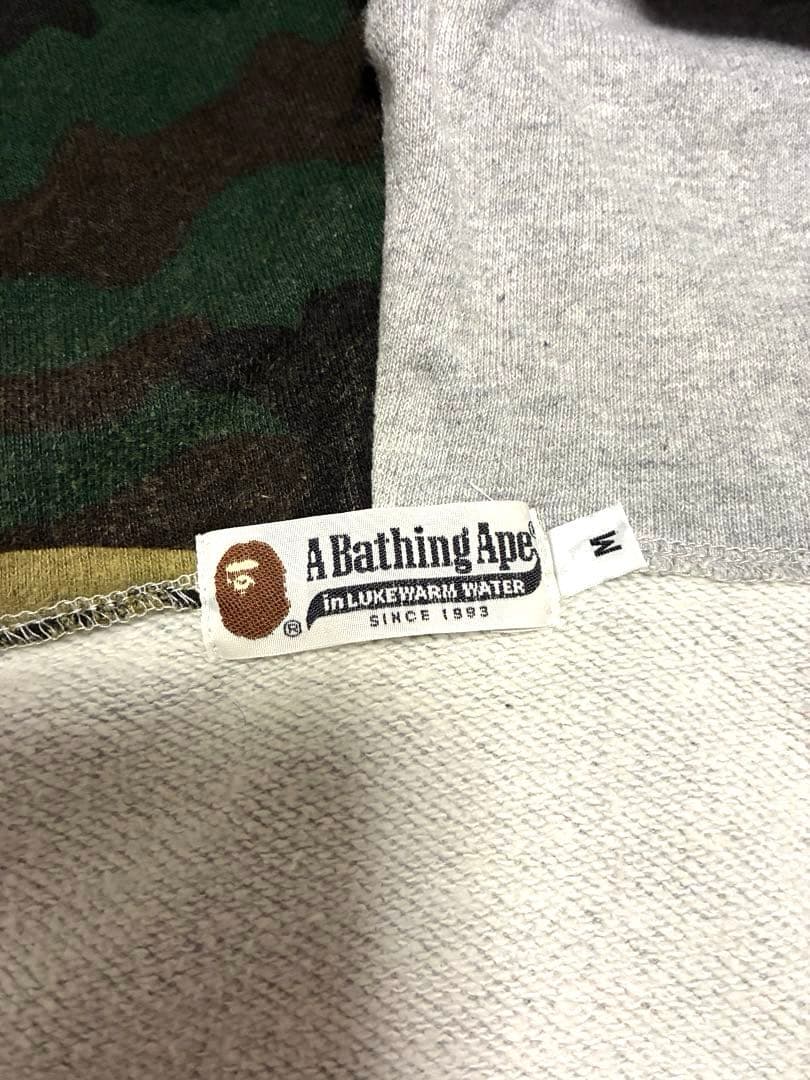 A Bathing Ape®
in LUKEWARM WATER
SINCE 1993
®
M